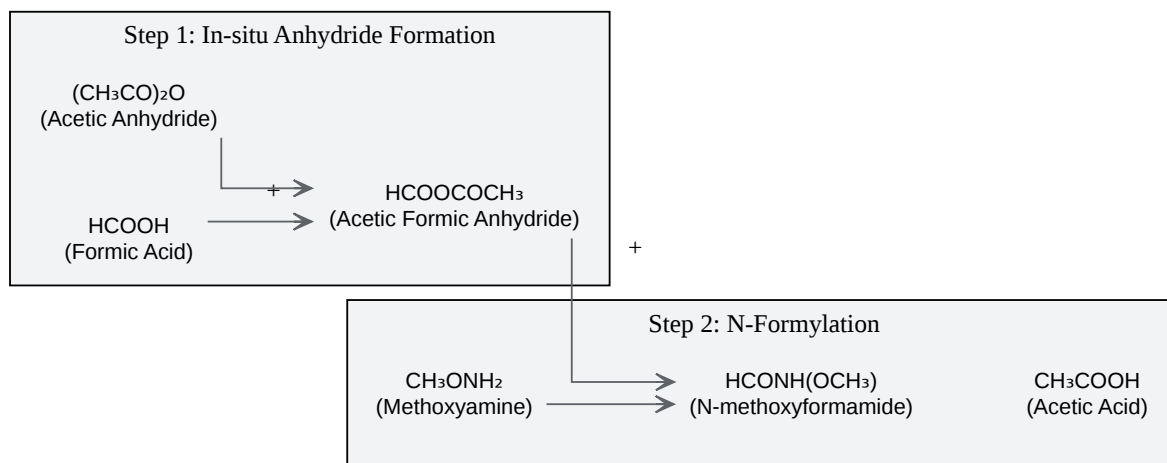 Step 1: In-situ Anhydride Formation
(CH₃CO)₂O
(Acetic Anhydride)
+
HCOOH
(Formic Acid)
HCOOCOCH₃
(Acetic Formic Anhydride)
+
Step 2: N-Formylation
CH₃ONH₂
(Methoxyamine)
HCONH(OCH₃)
(N-methoxyformamide)
CH₃COOH
(Acetic Acid)